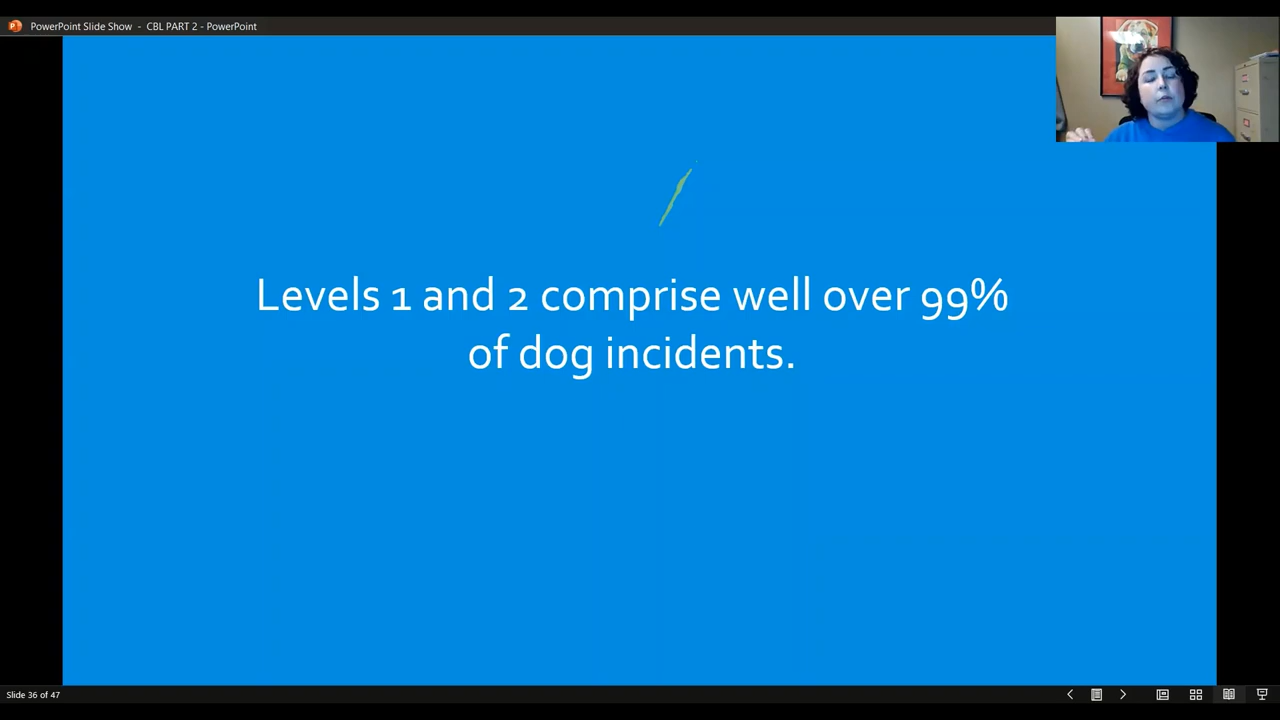 PowerPoint Slide Show - CBL PART 2 - PowerPoint
Levels 1 and 2 comprise well over 99%
of dog incidents.
Slide 36 of 47